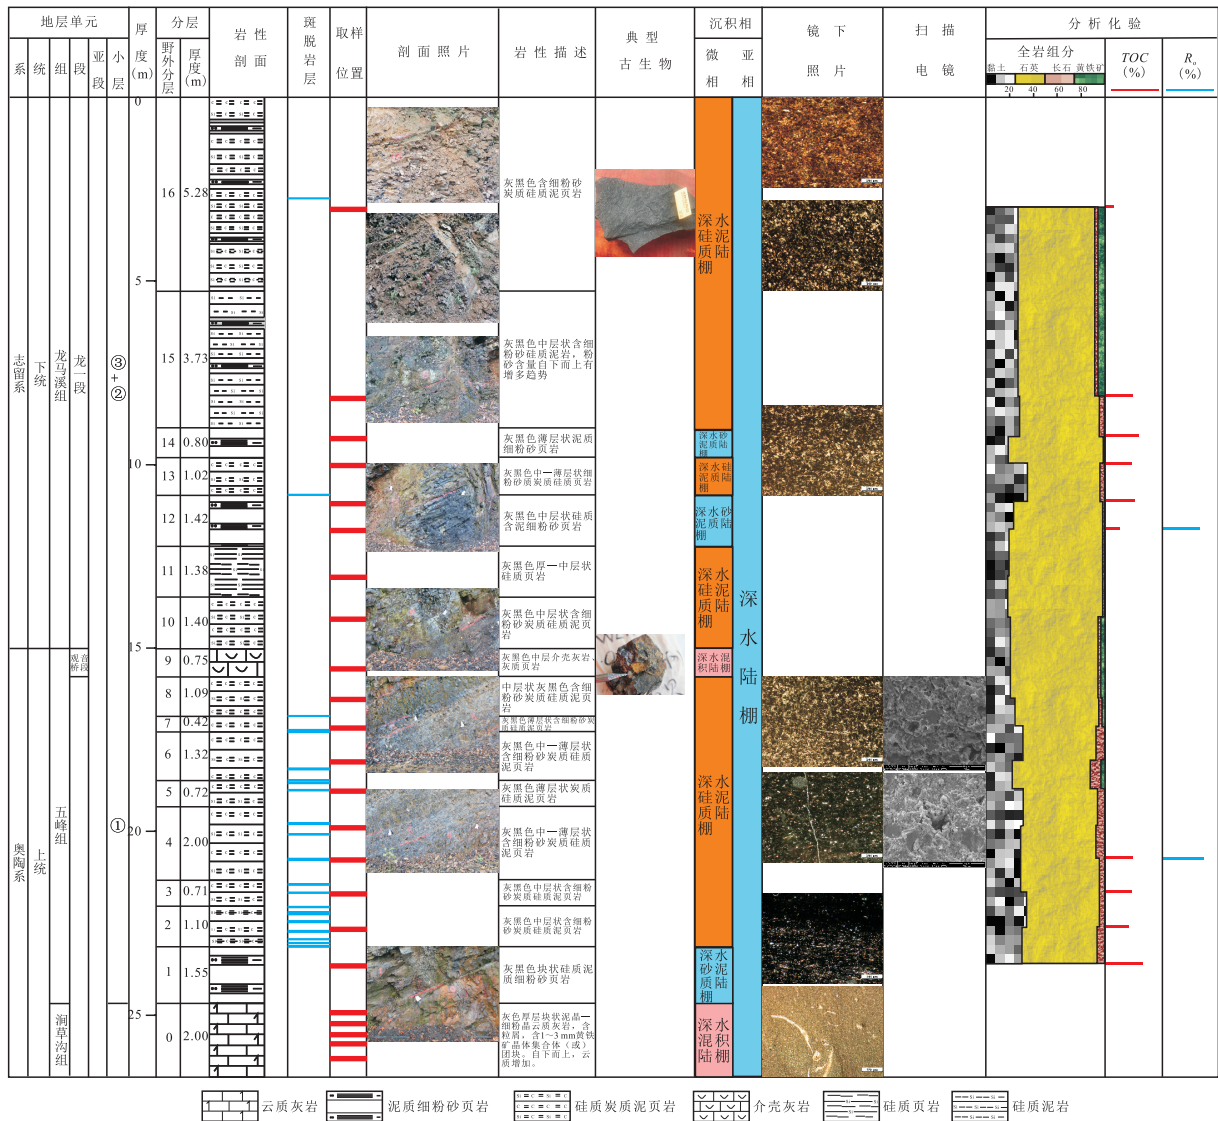 地层单元
厚度(m)
分层
岩性剖面
斑脱岩层
取样位置
剖面照片
岩性描述
典型古生物
沉积相
镜下照片
扫描电镜
分析化验
系
统
组
段
亚段
小层
野外分层
厚度(m)
微相
亚相
全岩组分
黏土 石英 长石 黄铁矿
20 40 60 80
TOC (%)
Ro (%)
志留系
下统
龙马溪组
龙一段
③+②
奥陶系
上统
五峰组
观音桥段
①
涧草沟组
0
5
10
15
20
25
16 5.28
灰黑色含细粉砂
炭质硅质泥页岩
15 3.73
灰黑色中层状含细
粉砂硅质泥岩，粉
砂含量自下而上有
增多趋势
14 0.80
灰黑色薄层状泥质
细粉砂页岩
13 1.02
灰黑色中—薄层状细
粉砂质炭质硅质页岩
12 1.42
灰黑色中层状硅质
含泥细粉砂页岩
11 1.38
灰黑色厚—中层状
硅质页岩
10 1.40
灰黑色中层状含细
粉砂炭质硅质泥页
岩
9 0.75
灰黑色中层介壳灰岩、
灰质页岩
8 1.09
中层状灰黑色含细
粉砂炭质硅质泥页
岩
7 0.42
灰黑色薄层状含细粉砂炭
质硅质泥页岩
6 1.32
灰黑色中—薄层状
含细粉砂炭质硅质
泥页岩
5 0.72
灰黑色薄层状炭质
硅质泥页岩
4 2.00
灰黑色中—薄层状
含细粉砂炭质硅质
泥页岩
3 0.71
灰黑色中层状含细粉
砂炭质硅质泥页岩
2 1.10
灰黑色中层状含细粉
砂炭质硅质泥页岩
1 1.55
灰黑色块状硅质泥
质细粉砂页岩
0 2.00
灰色厚层块状泥晶—
细粉晶云质灰岩，含
粒屑，含1～3 mm黄铁
矿晶体集合体（或）
团块。自下而上，云
质增加。
深水硅质泥质陆棚
深水砂泥质陆棚
深水硅泥质陆棚
深水砂泥质陆棚
深水硅质泥质陆棚
深水混积陆棚
深水硅质泥质陆棚
深水砂泥质陆棚
深水混积陆棚
深水陆棚
云质灰岩
泥质细粉砂页岩
硅质炭质泥页岩
介壳灰岩
硅质页岩
硅质泥岩